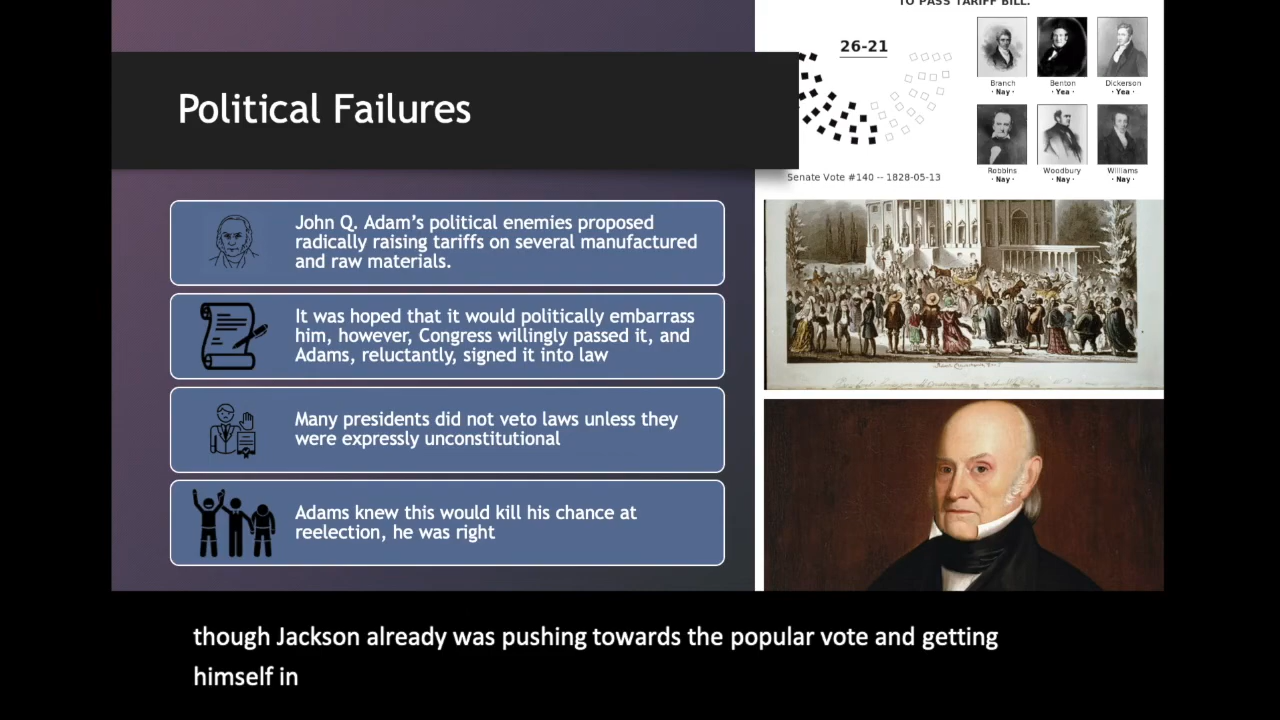 Political Failures
John Q. Adam's political enemies proposed
radically raising tariffs on several manufactured
and raw materials.
It was hoped that it would politically embarrass
him, however, Congress willingly passed it, and
Adams, reluctantly, signed it into law
Many presidents did not veto laws unless they
were expressly unconstitutional
Adams knew this would kill his chance at
reelection, he was right
TO PASS TARIFF BILL.
26-21
Branch
· Nay ·
Benton
· Yea ·
Dickerson
· Yea ·
Robbins
· Nay ·
Woodbury
· Nay ·
Williams
· Nay ·
Senate Vote #140 -- 1828-05-13
though Jackson already was pushing towards the popular vote and getting
himself in